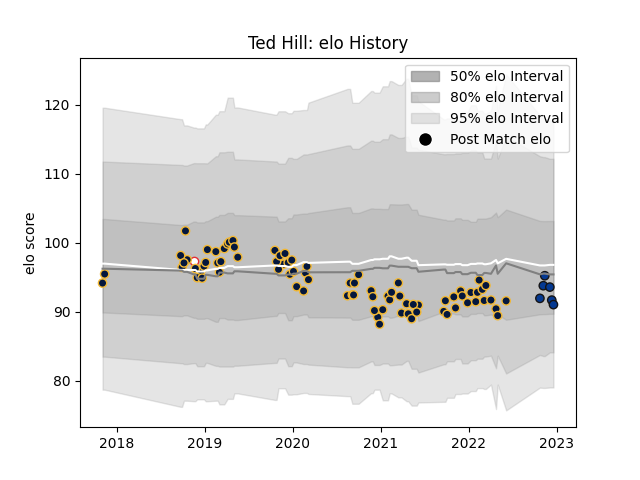 Ted Hill: elo History
50% elo Interval
80% elo Interval
95% elo Interval
Post Match elo
elo score
120
110
100
90
80
2018 2019 2020 2021 2022 2023